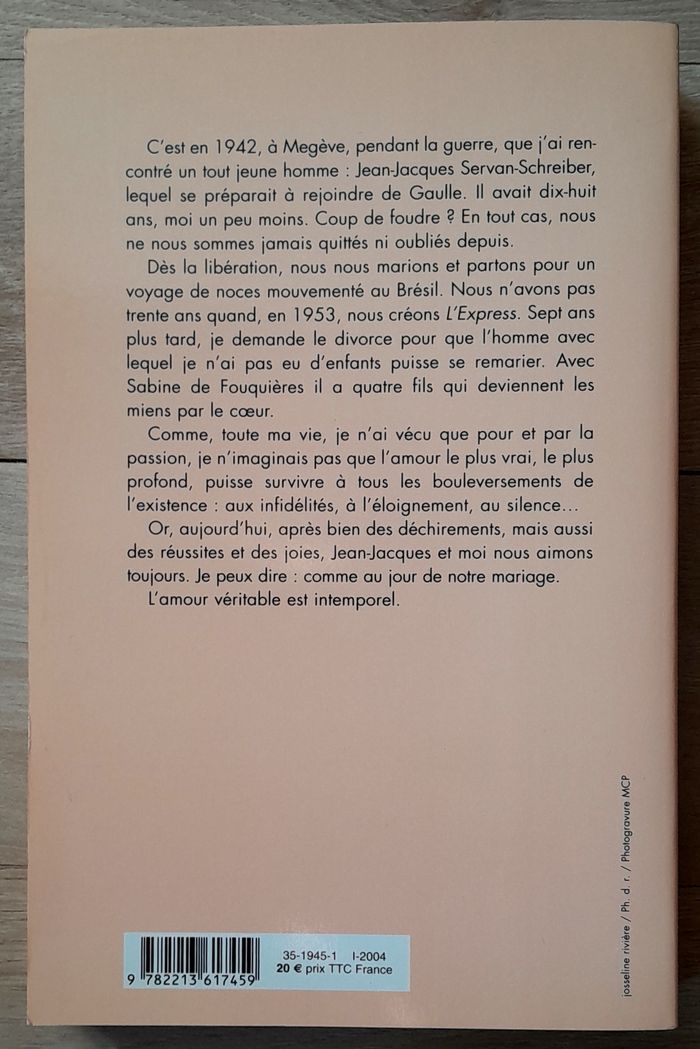 C'est en 1942, à Megève, pendant la guerre, que j'ai ren-
contré un tout jeune homme : Jean-Jacques Servan-Schreiber,
lequel se préparait à rejoindre de Gaulle. Il avait dix-huit
ans, moi un peu moins. Coup de foudre ? En tout cas, nous
ne nous sommes jamais quittés ni oubliés depuis.
Dès la libération, nous nous marions et partons pour un
voyage de noces mouvementé au Brésil. Nous n'avons pas
trente ans quand, en 1953, nous créons L'Express. Sept ans
plus tard, je demande le divorce pour que l'homme avec
lequel je n'ai pas eu d'enfants puisse se remarier. Avec
Sabine de Fouquières il a quatre fils qui deviennent les
miens par le cœur.
Comme, toute ma vie, je n'ai vécu que pour et par la
passion, je n'imaginais pas que l'amour le plus vrai, le plus
profond, puisse survivre à tous les bouleversements de
l'existence : aux infidélités, à l'éloignement, au silence...
Or, aujourd'hui, après bien des déchirements, mais aussi
des réussites et des joies, Jean-Jacques et moi nous aimons
toujours. Je peux dire : comme au jour de notre mariage.
L'amour véritable est intemporel.
josseline rivière / Ph. d. r. / Photogravure MCP
35-1945-1 I-2004
20 € prix TTC France
9 782213 617459